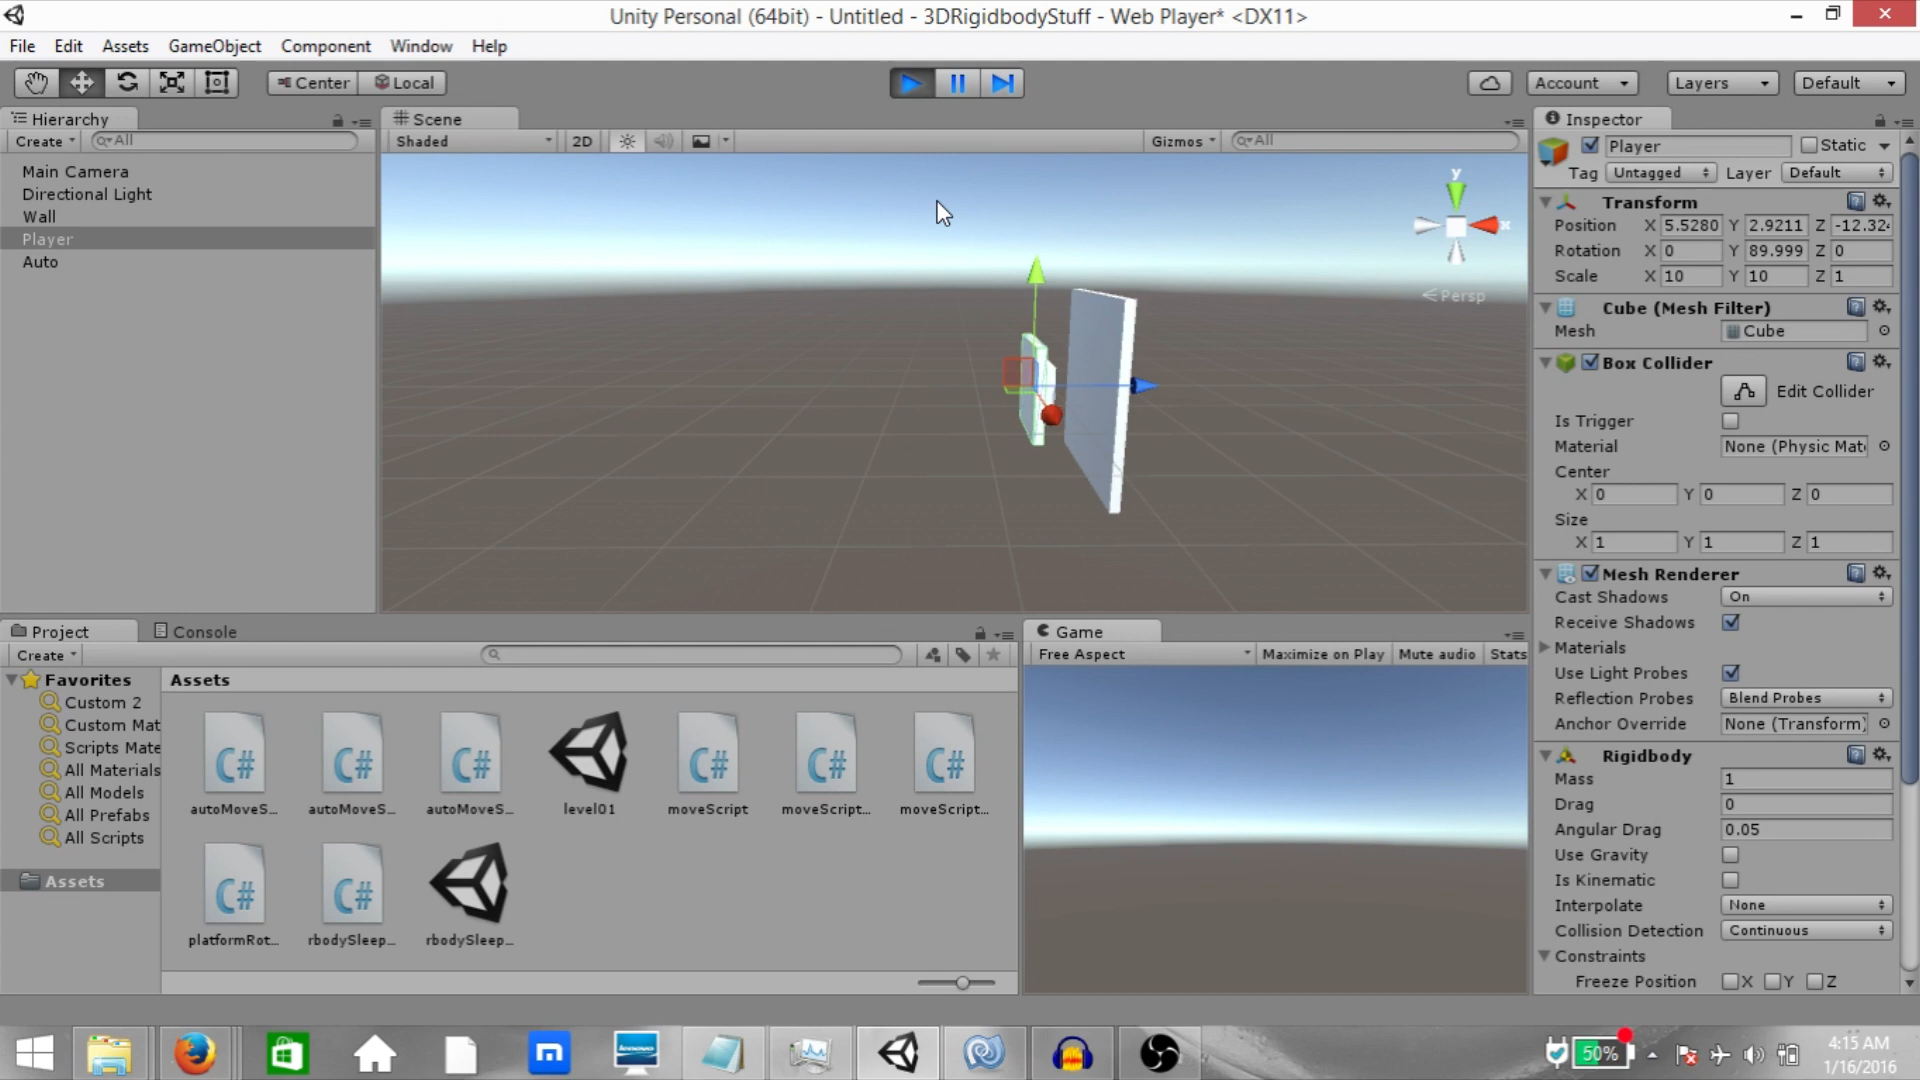 Unity Personal (64bit) - Untitled - 3DRigidbodyStuff - Web Player* <DX11>
File Edit Assets GameObject Component Window Help
Center Local Account Layers Default
Hierarchy
Create All
Main Camera
Directional Light
Wall
Player
Auto
Scene
Shaded 2D Gizmos All
y
x
Persp
Inspector
Player Static
Tag Untagged Layer Default
Transform
Position X 5.5280 Y 2.9211 Z -12.324
Rotation X 0 Y 89.999 Z 0
Scale X 10 Y 10 Z 1
Cube (Mesh Filter)
Mesh Cube
Box Collider
Edit Collider
Is Trigger
Material None (Physic Mat
Center
X 0 Y 0 Z 0
Size
X 1 Y 1 Z 1
Mesh Renderer
Cast Shadows On
Receive Shadows
Materials
Use Light Probes
Reflection Probes Blend Probes
Anchor Override None (Transform)
Rigidbody
Mass 1
Drag 0
Angular Drag 0.05
Use Gravity
Is Kinematic
Interpolate None
Collision Detection Continuous
Constraints
Freeze Position X Y Z
Project Console
Create
Favorites
Custom 2
Custom Mat
Scripts Mate
All Materials
All Models
All Prefabs
All Scripts
Assets
Assets
C# C# C# C# C# C#
autoMoveS... autoMoveS... autoMoveS... level01 moveScript moveScript... moveScript...
C# C#
platformRot... rbodySleep... rbodySleep...
Game
Free Aspect Maximize on Play Mute audio Stats
50%
4:15 AM
1/16/2016